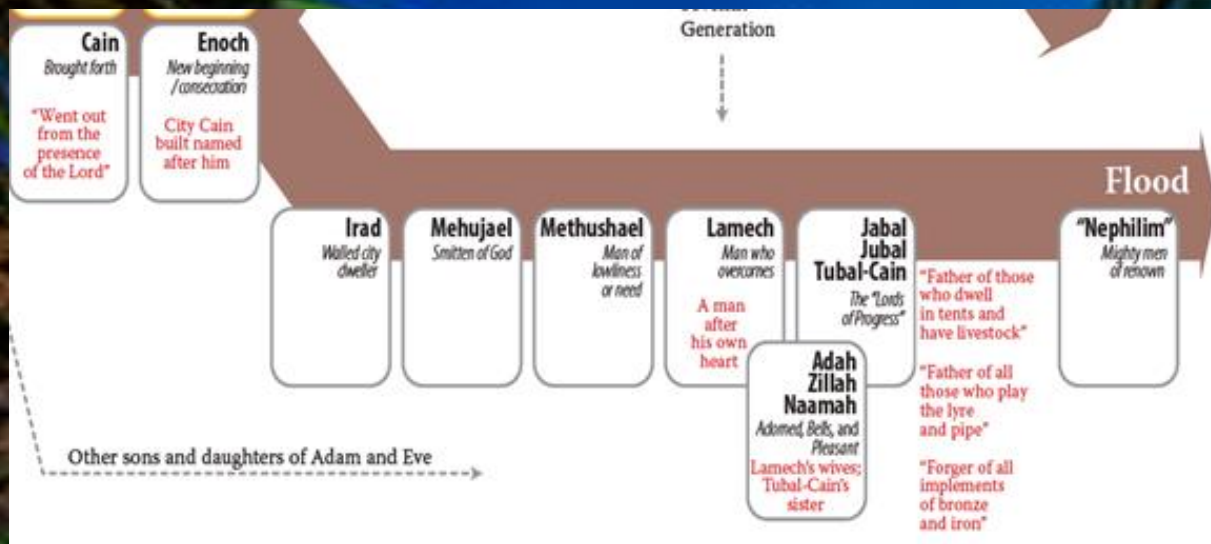 Generation
Cain
Brought forth
"Went out
from the
presence
of the Lord"
Enoch
New beginning
/ consecration
City Cain
built named
after him
Flood
Irad
Walled city
dweller
Mehujael
Smitten of God
Methushael
Man of
lowliness
or need
Lamech
Man who
overcomes
A man
after
his own
heart
Jabal
Jubal
Tubal-Cain
The "Lords
of Progress"
"Father of those
who dwell
in tents and
have livestock"
"Father of all
those who play
the lyre
and pipe"
"Forger of all
implements
of bronze
and iron"
Adah
Zillah
Naamah
Adorned, Bells, and
Pleasant
Lamech's wives;
Tubal-Cain's
sister
"Nephilim"
Mighty men
of renown
Other sons and daughters of Adam and Eve